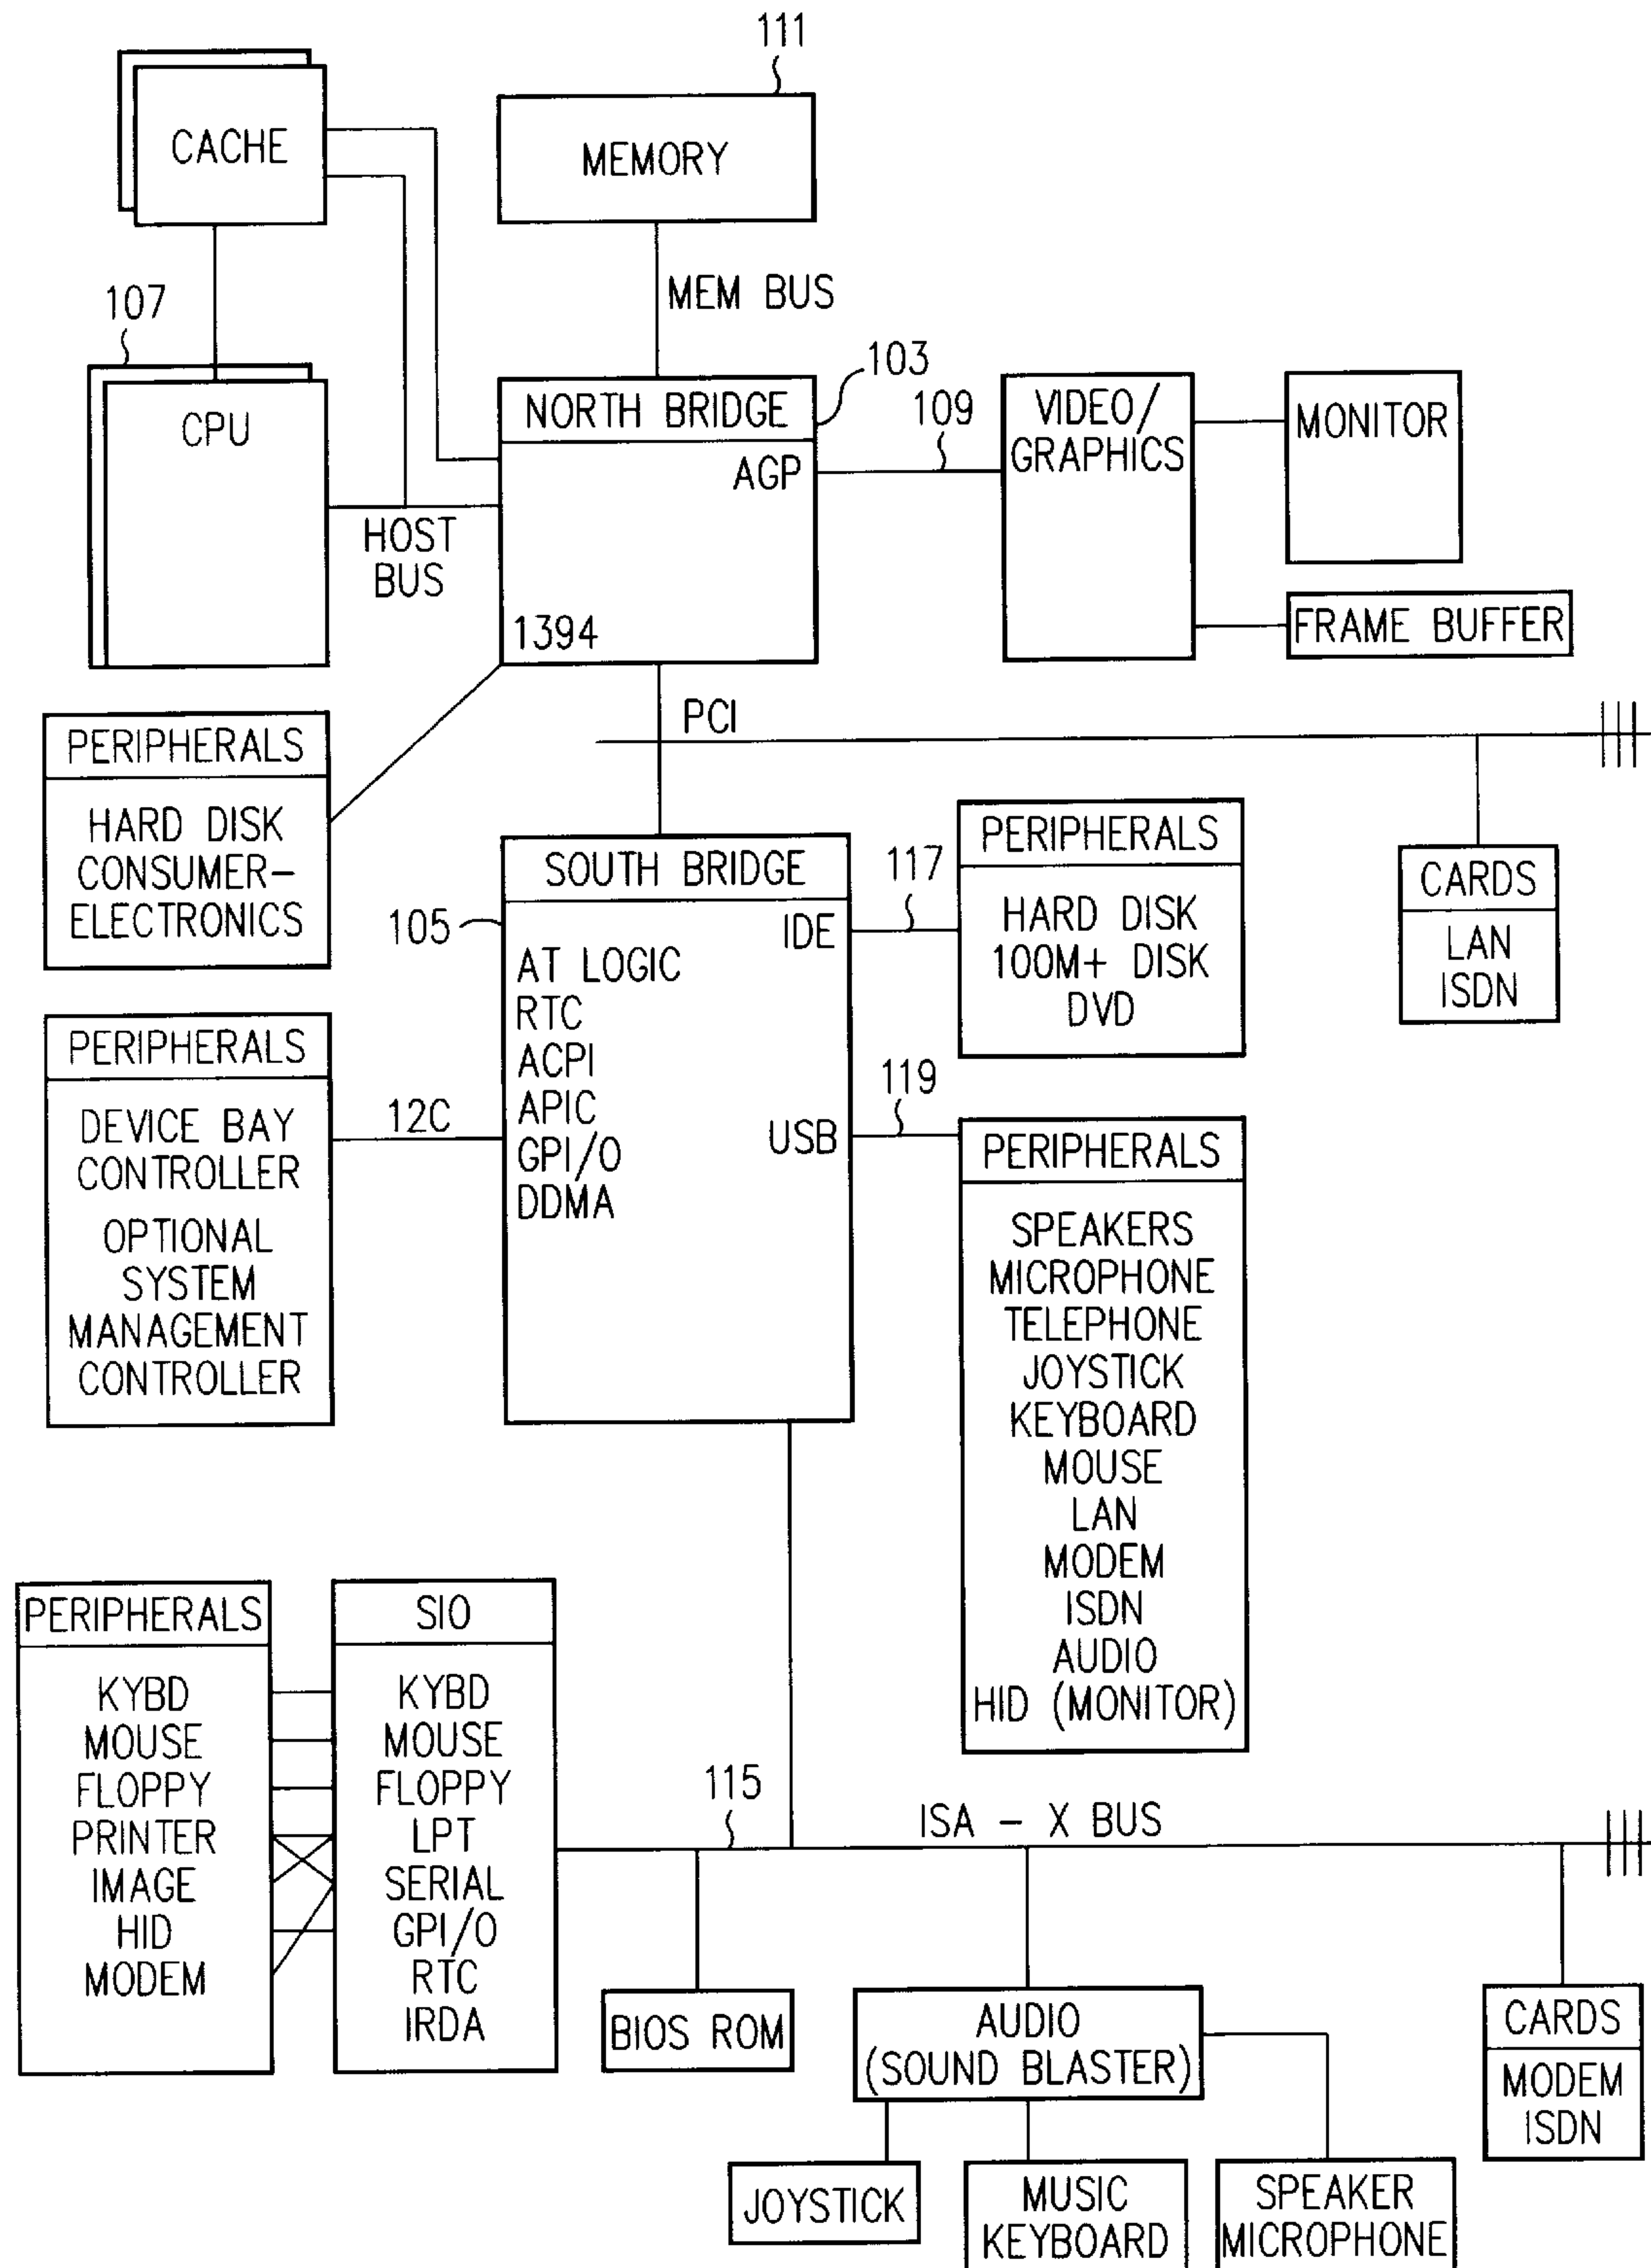 111
CACHE
MEMORY
MEM BUS
107
CPU
103
NORTH BRIDGE
AGP
1394
109
VIDEO/
GRAPHICS
MONITOR
HOST
BUS
FRAME BUFFER
PCI
PERIPHERALS
HARD DISK
CONSUMER-
ELECTRONICS
SOUTH BRIDGE
105
IDE
AT LOGIC
RTC
ACPI
APIC
GPI/O
DDMA
USB
117
PERIPHERALS
HARD DISK
100M+ DISK
DVD
CARDS
LAN
ISDN
PERIPHERALS
DEVICE BAY
CONTROLLER
OPTIONAL
SYSTEM
MANAGEMENT
CONTROLLER
12C
119
PERIPHERALS
SPEAKERS
MICROPHONE
TELEPHONE
JOYSTICK
KEYBOARD
MOUSE
LAN
MODEM
ISDN
AUDIO
HID (MONITOR)
PERIPHERALS
KYBD
MOUSE
FLOPPY
PRINTER
IMAGE
HID
MODEM
SIO
KYBD
MOUSE
FLOPPY
LPT
SERIAL
GPI/O
RTC
IRDA
115
ISA - X BUS
BIOS ROM
AUDIO
(SOUND BLASTER)
CARDS
MODEM
ISDN
JOYSTICK
MUSIC
KEYBOARD
SPEAKER
MICROPHONE